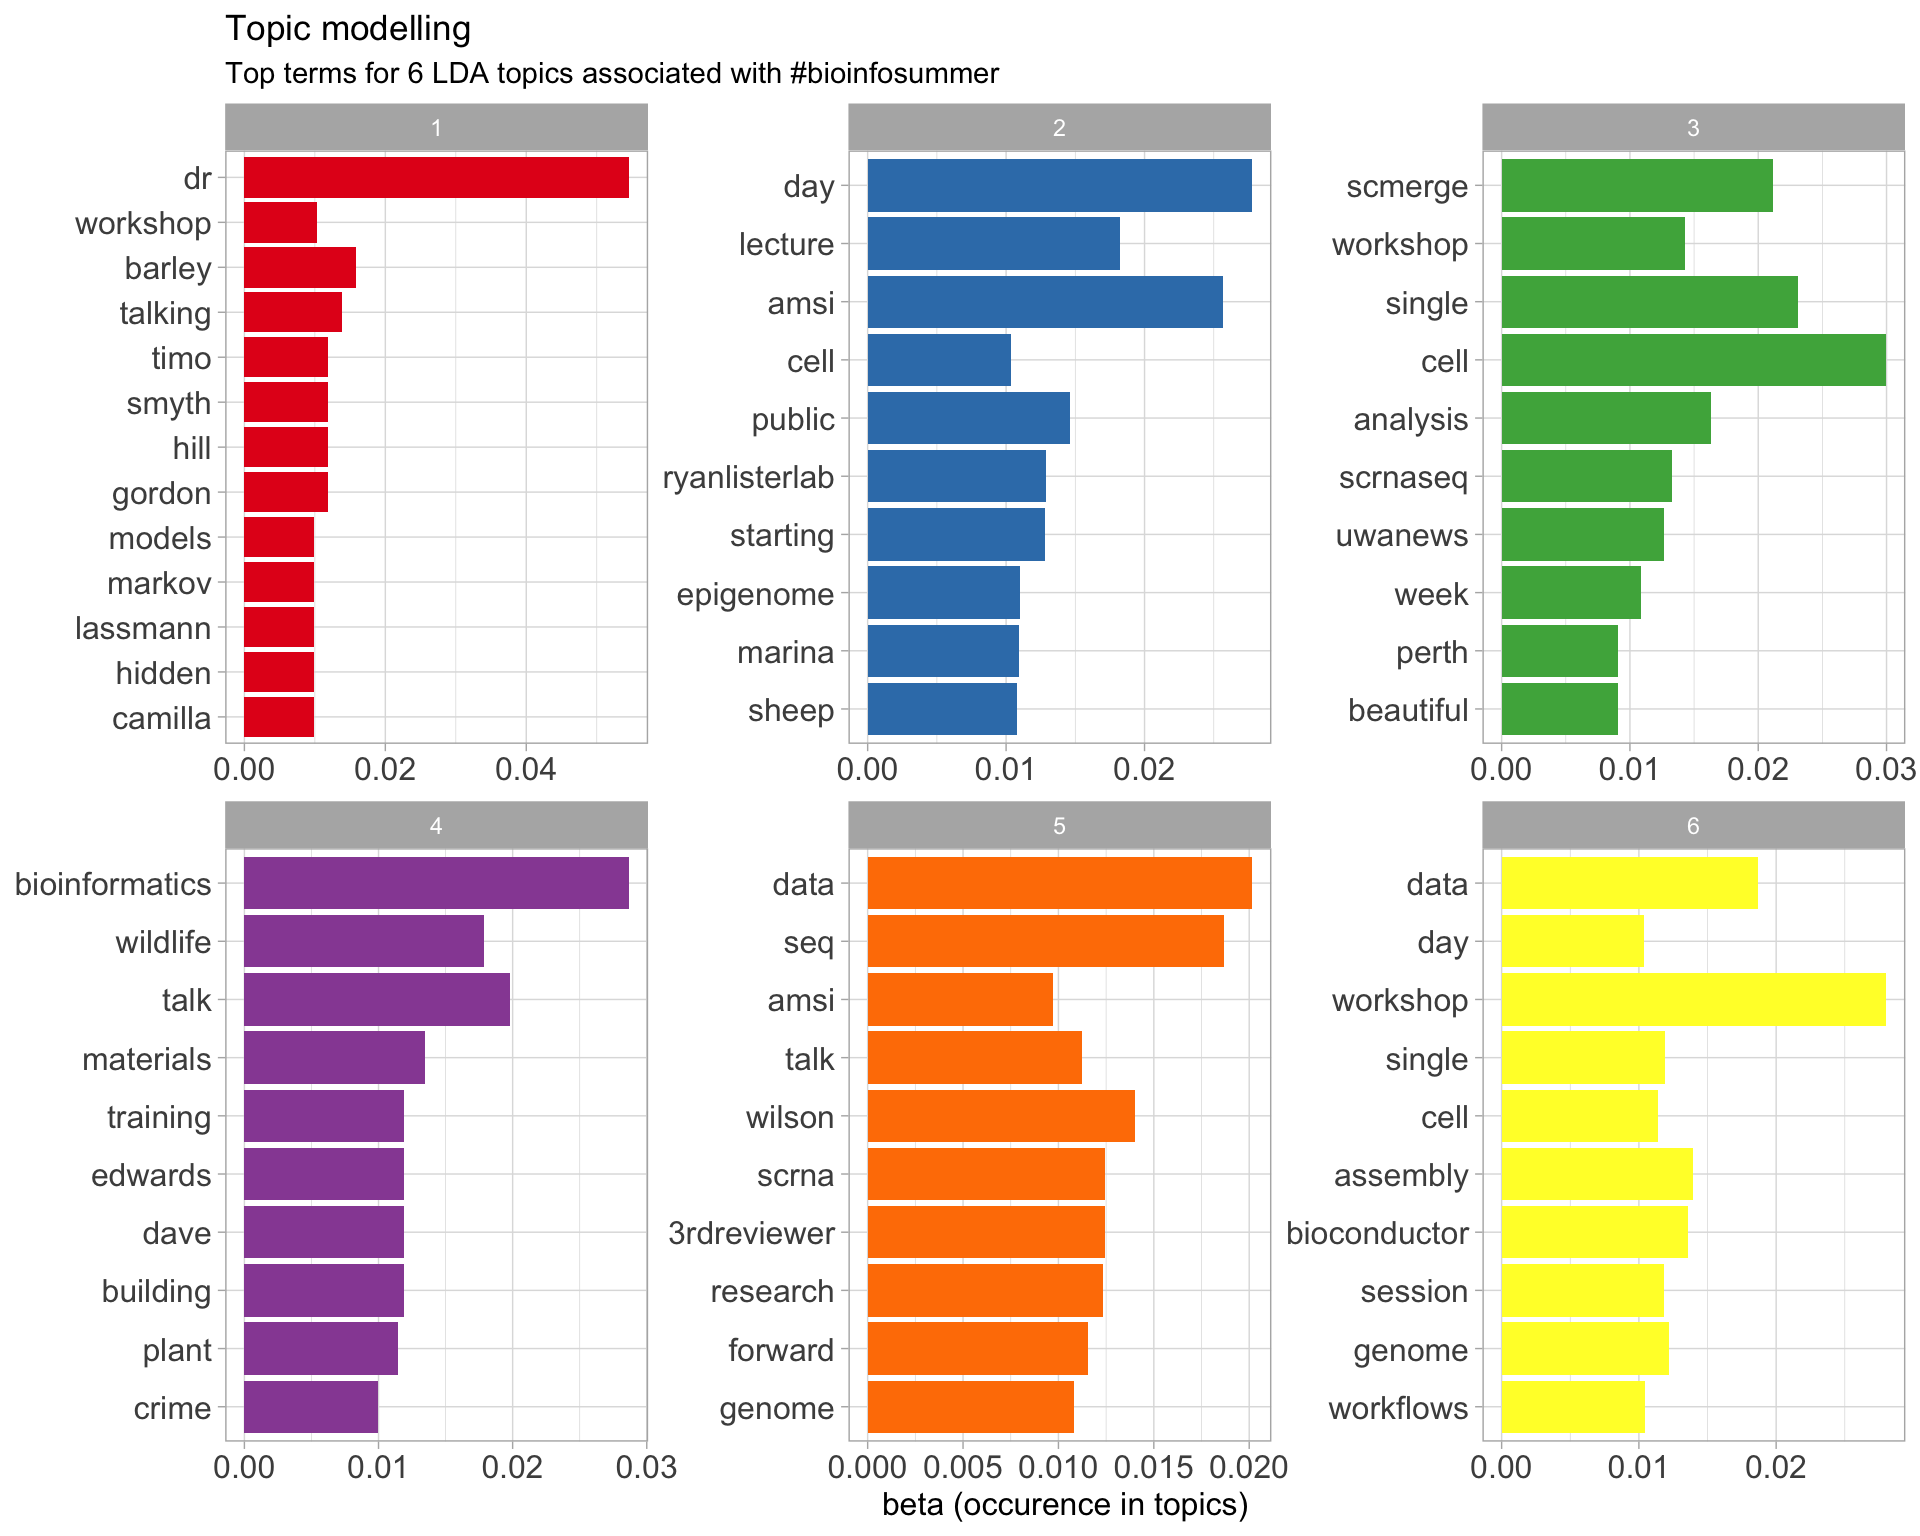 Topic modelling
Top terms for 6 LDA topics associated with #bioinfosummer
1
dr
workshop
barley
talking
timo
smyth
hill
gordon
models
markov
lassmann
hidden
camilla
0.00 0.02 0.04
2
day
lecture
amsi
cell
public
ryanlisterlab
starting
epigenome
marina
sheep
0.00 0.01 0.02
3
scmerge
workshop
single
cell
analysis
scrnaseq
uwanews
week
perth
beautiful
0.00 0.01 0.02 0.03
4
bioinformatics
wildlife
talk
materials
training
edwards
dave
building
plant
crime
0.00 0.01 0.02 0.03
5
data
seq
amsi
talk
wilson
scrna
3rdreviewer
research
forward
genome
0.000 0.005 0.010 0.015 0.020
6
data
day
workshop
single
cell
assembly
bioconductor
session
genome
workflows
0.00 0.01 0.02
beta (occurence in topics)